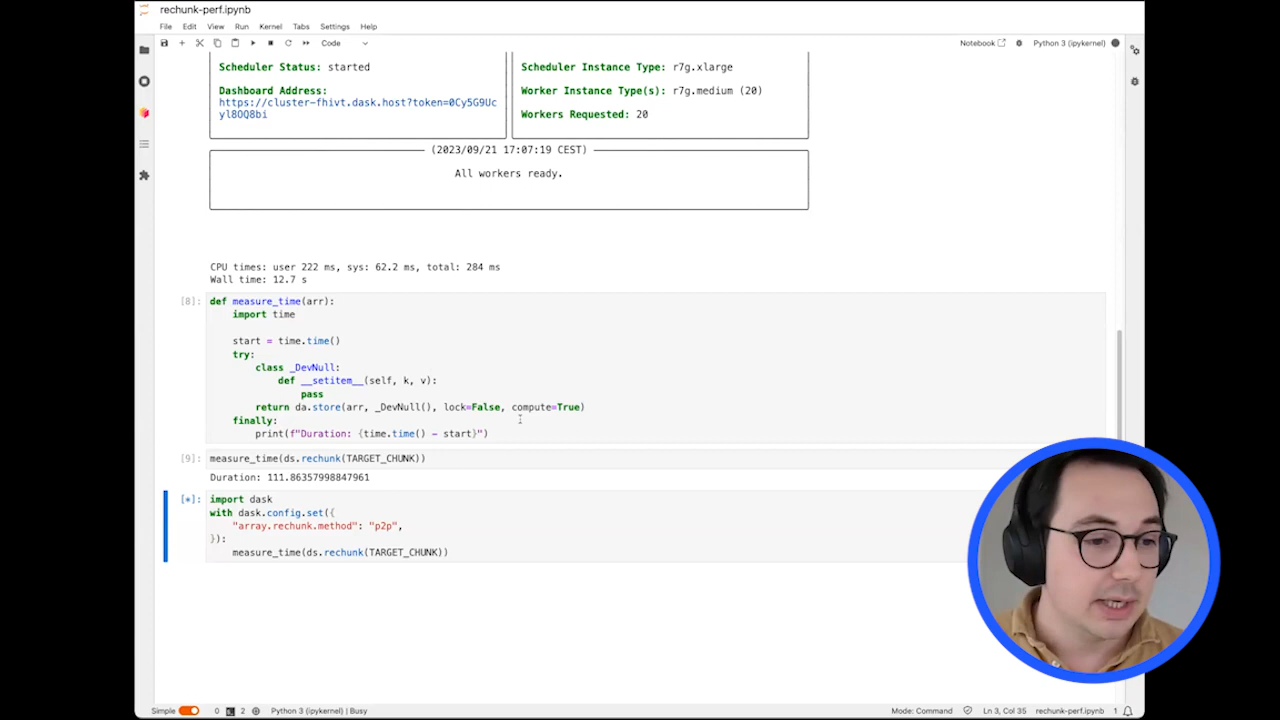 rechunk-perf.ipynb
File Edit View Run Kernel Tabs Settings Help
Code Notebook Python 3 (ipykernel)
Scheduler Status: started
Scheduler Instance Type: r7g.xlarge
Dashboard Address:
Worker Instance Type(s): r7g.medium (20)
https://cluster-fhivt.dask.host?token=0Cy5G9Uc
yl8OQ8bi
Workers Requested: 20
(2023/09/21 17:07:19 CEST)
All workers ready.
CPU times: user 222 ms, sys: 62.2 ms, total: 284 ms
Wall time: 12.7 s
[8]: def measure_time(arr):
import time
start = time.time()
try:
class _DevNull:
def __setitem__(self, k, v):
pass
return da.store(arr, _DevNull(), lock=False, compute=True)
finally:
print(f"Duration: {time.time() - start}")
[9]: measure_time(ds.rechunk(TARGET_CHUNK))
Duration: 111.86357998847961
[*]: import dask
with dask.config.set({
"array.rechunk.method": "p2p",
}):
measure_time(ds.rechunk(TARGET_CHUNK))
Simple 0 2 Python 3 (ipykernel) | Busy Mode: Command Ln 3, Col 35 rechunk-perf.ipynb 1